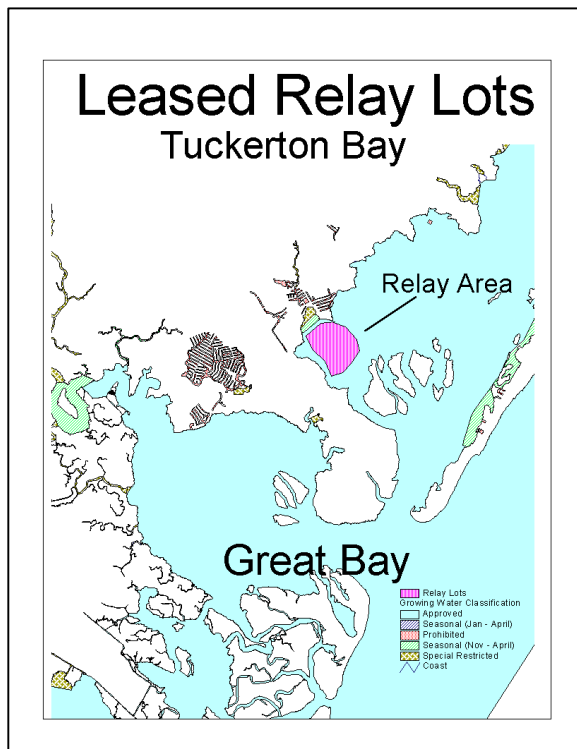 Leased Relay Lots
Tuckerton Bay
Relay Area
Great Bay
Relay Lots
Growing Water Classification
Approved
Seasonal (Jan - April)
Prohibited
Seasonal (Nov - April)
Special Restricted
Coast